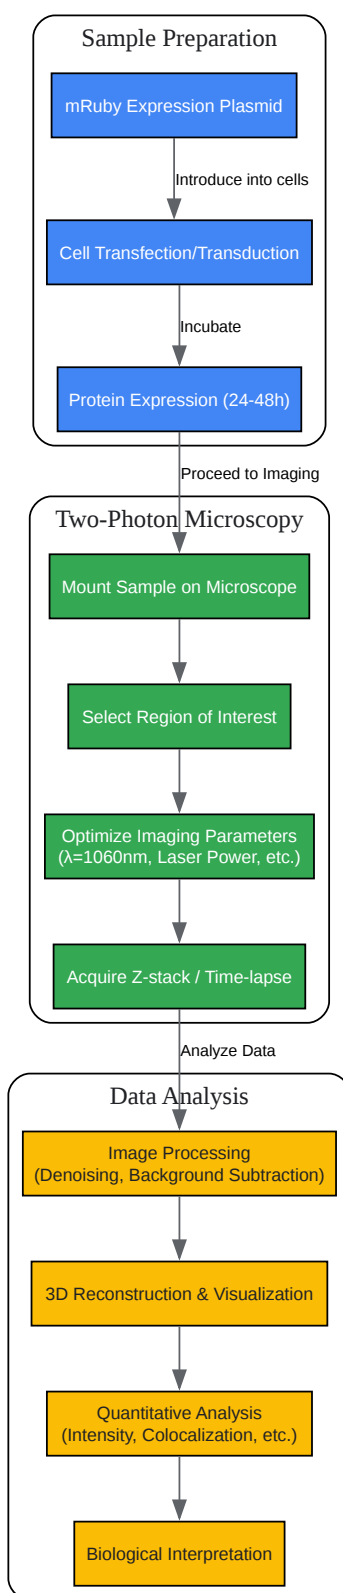 Sample Preparation
mRuby Expression Plasmid
Introduce into cells
Cell Transfection/Transduction
Incubate
Protein Expression (24-48h)
Proceed to Imaging
Two-Photon Microscopy
Mount Sample on Microscope
Select Region of Interest
Optimize Imaging Parameters
(λ=1060nm, Laser Power, etc.)
Acquire Z-stack / Time-lapse
Analyze Data
Data Analysis
Image Processing
(Denoising, Background Subtraction)
3D Reconstruction & Visualization
Quantitative Analysis
(Intensity, Colocalization, etc.)
Biological Interpretation